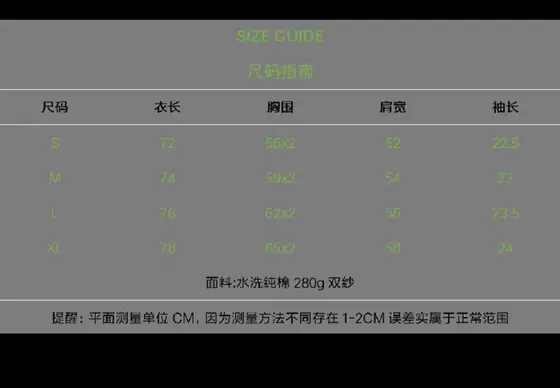 SIZE GUIDE
尺码指南
尺码 衣长 胸围 肩宽 袖长
S 72 56x2 52 22.5
M 74 59x2 54 23
L 76 62x2 56 23.5
XL 78 65x2 58 24
面料:水洗纯棉 280g 双纱
提醒：平面测量单位 CM，因为测量方法不同存在 1-2CM 误差实属于正常范围